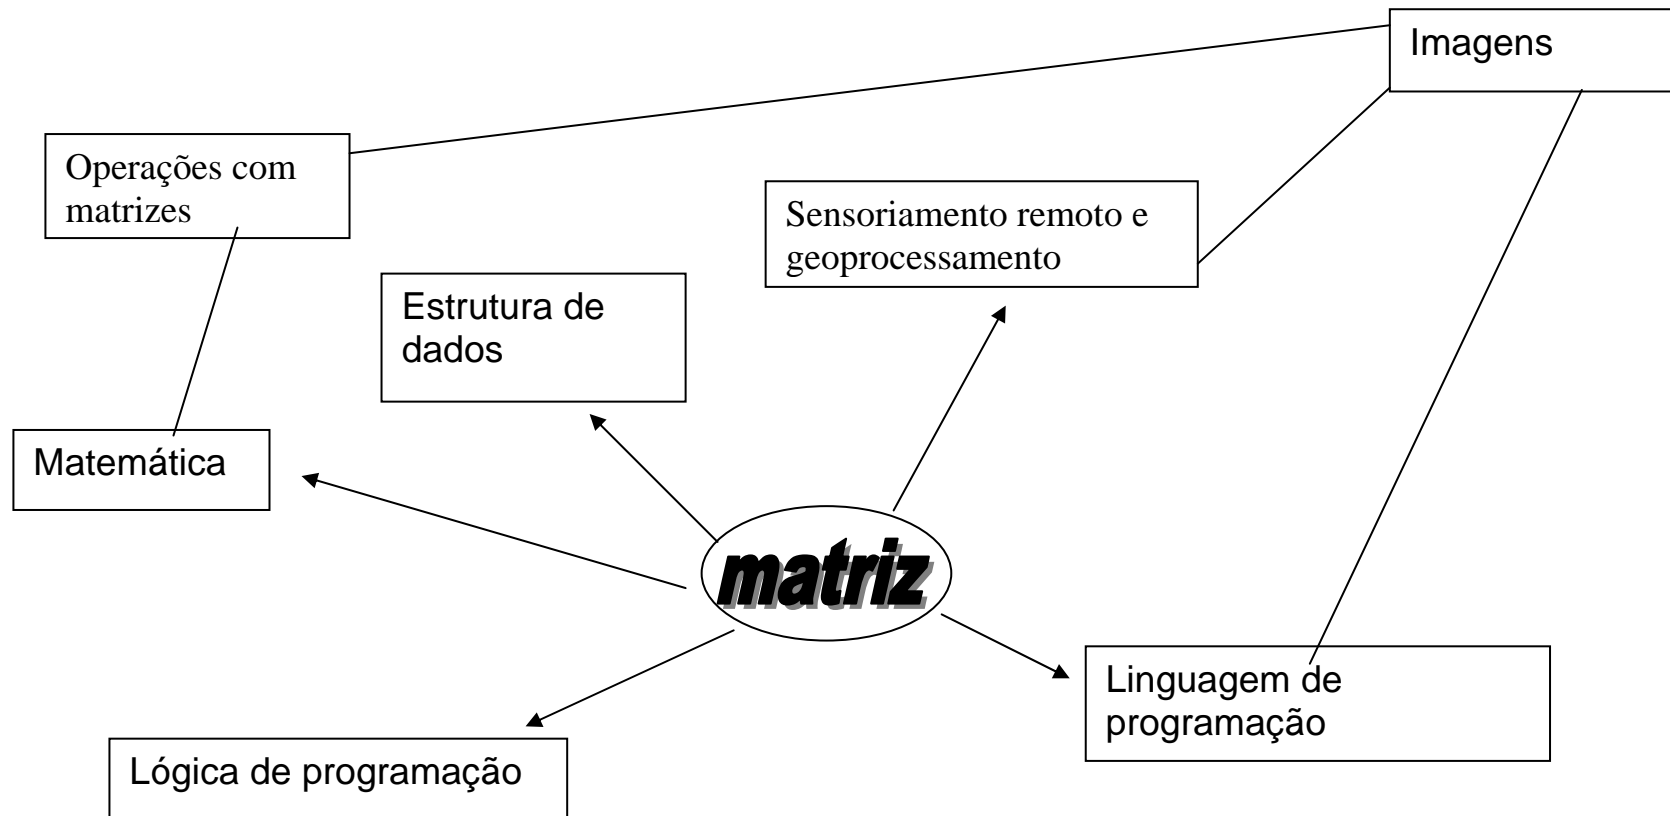 Imagens
Operações com
matrizes
Sensoriamento remoto e
geoprocessamento
Estrutura de
dados
Matemática
matriz
Linguagem de
programação
Lógica de programação